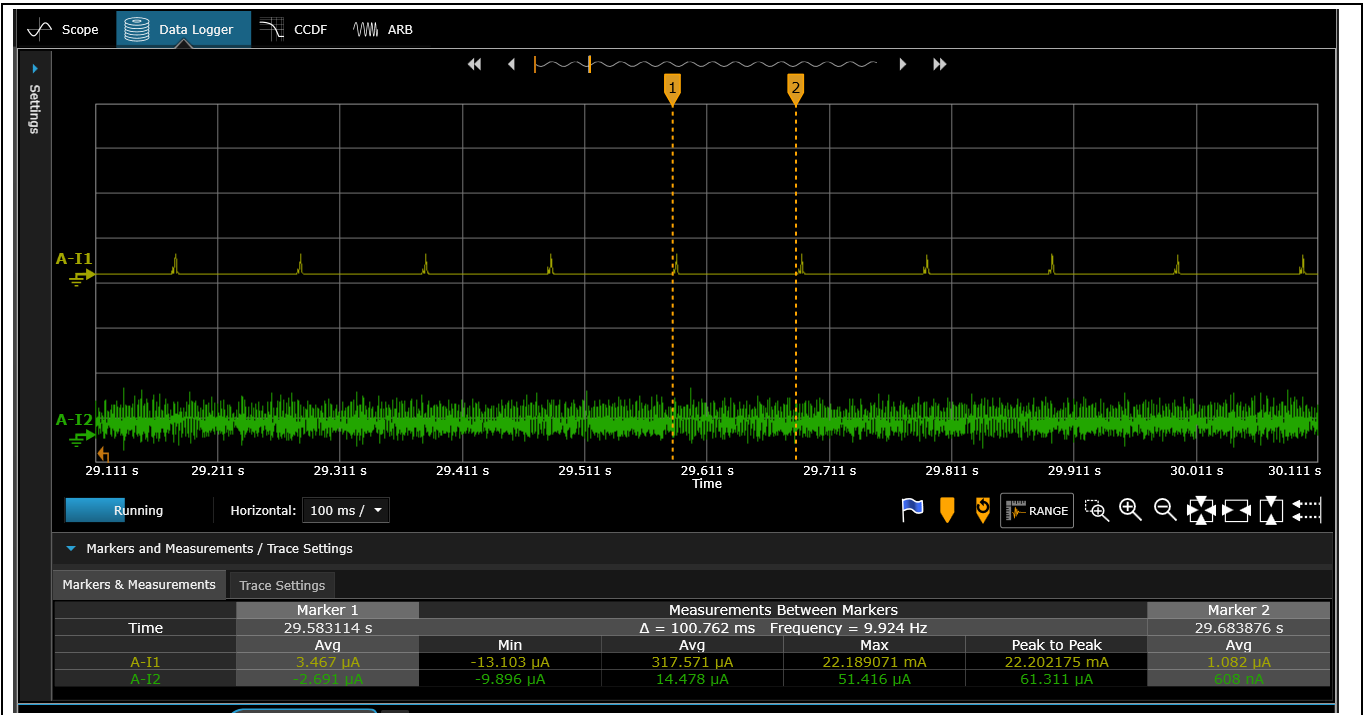 Scope Data Logger CCDF ARB
Settings
1 2
A-I1
A-I2
29.111 s 29.211 s 29.311 s 29.411 s 29.511 s 29.611 s 29.711 s 29.811 s 29.911 s 30.011 s 30.111 s
Time
Running Horizontal: 100 ms / RANGE
Markers and Measurements / Trace Settings
Markers & Measurements Trace Settings
Marker 1 Measurements Between Markers Marker 2
Time 29.583114 s Δ = 100.762 ms Frequency = 9.924 Hz 29.683876 s
Avg Min Avg Max Peak to Peak Avg
A-I1 3.467 µA -13.103 µA 317.571 µA 22.189071 mA 22.202175 mA 1.082 µA
A-I2 -2.691 µA -9.896 µA 14.478 µA 51.416 µA 61.311 µA 608 nA